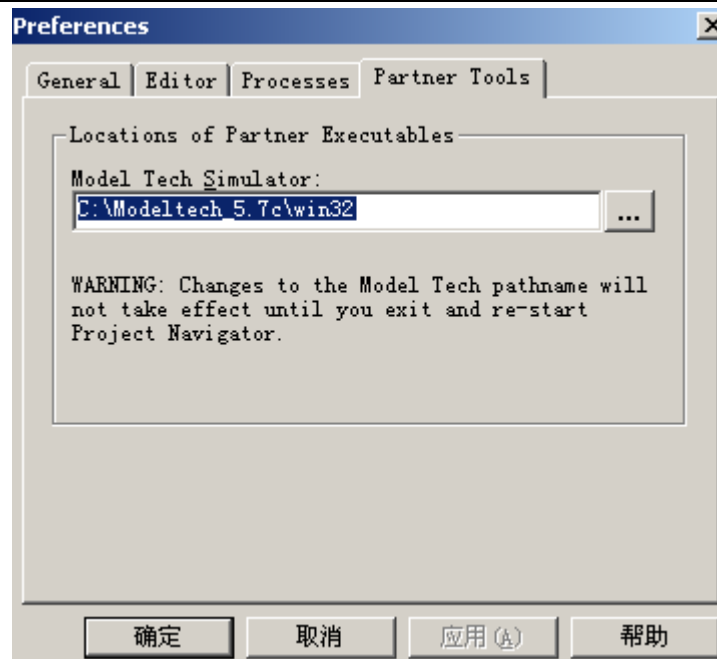 Preferences
General Editor Processes Partner Tools
Locations of Partner Executables
Model Tech Simulator:
C:\Modeltech_5.7c\win32
...
WARNING: Changes to the Model Tech pathname will
not take effect until you exit and re-start
Project Navigator.
确定 取消 应用(A) 帮助